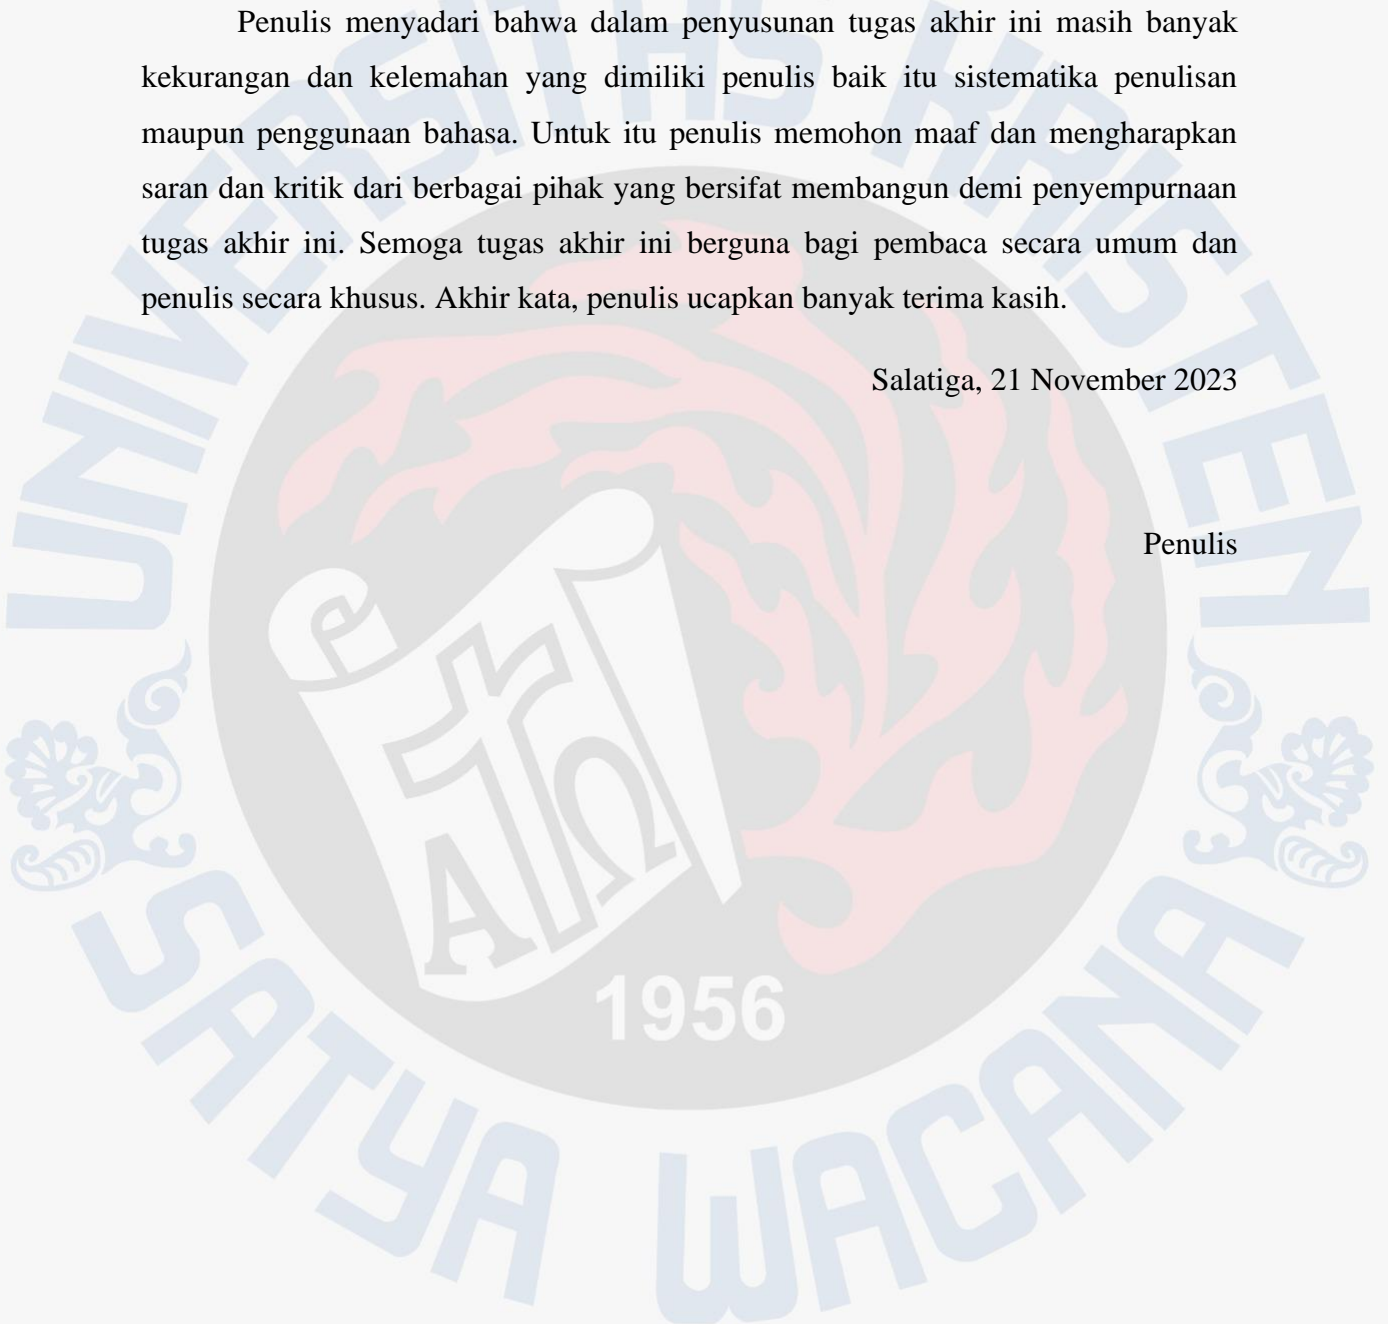 Penulis menyadari bahwa dalam penyusunan tugas akhir ini masih banyak
kekurangan dan kelemahan yang dimiliki penulis baik itu sistematika penulisan
maupun penggunaan bahasa. Untuk itu penulis memohon maaf dan mengharapkan
saran dan kritik dari berbagai pihak yang bersifat membangun demi penyempurnaan
tugas akhir ini. Semoga tugas akhir ini berguna bagi pembaca secara umum dan
penulis secara khusus. Akhir kata, penulis ucapkan banyak terima kasih.
Salatiga, 21 November 2023
Penulis
UNIVERSITAS KRISTEN
Α Ω
1956
SATYA WACANA